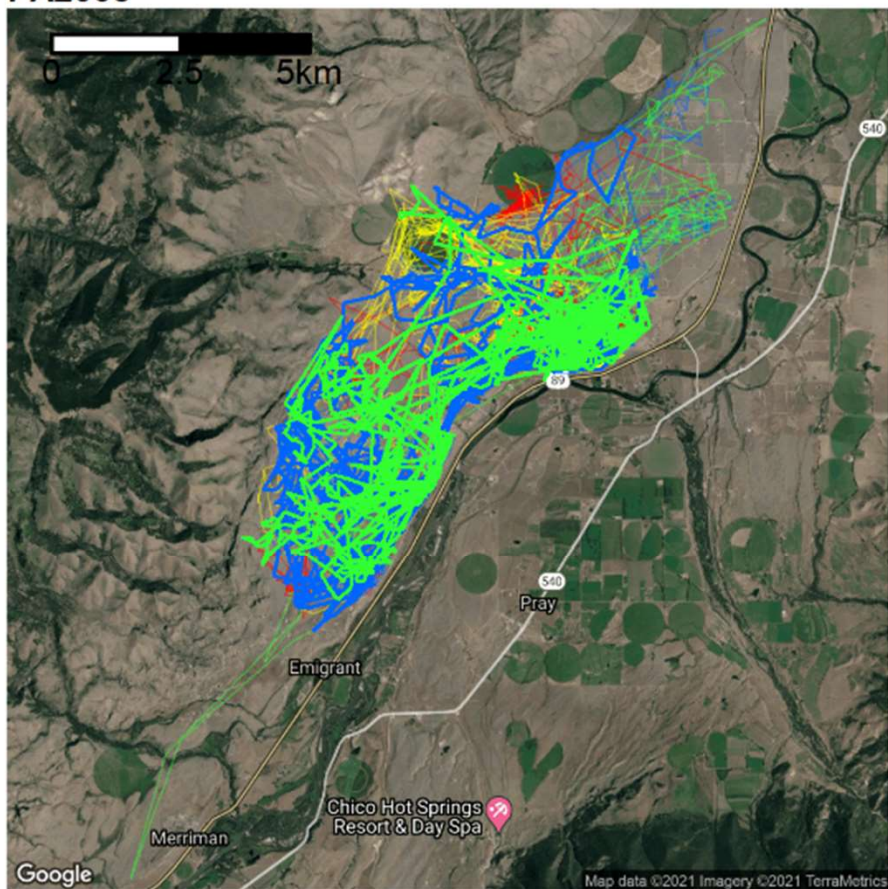 0 2.5 5km
540
89
540
Pray
Emigrant
Chico Hot Springs
Resort & Day Spa
Merriman
Google
Map data ©2021 Imagery ©2021 TerraMetrics